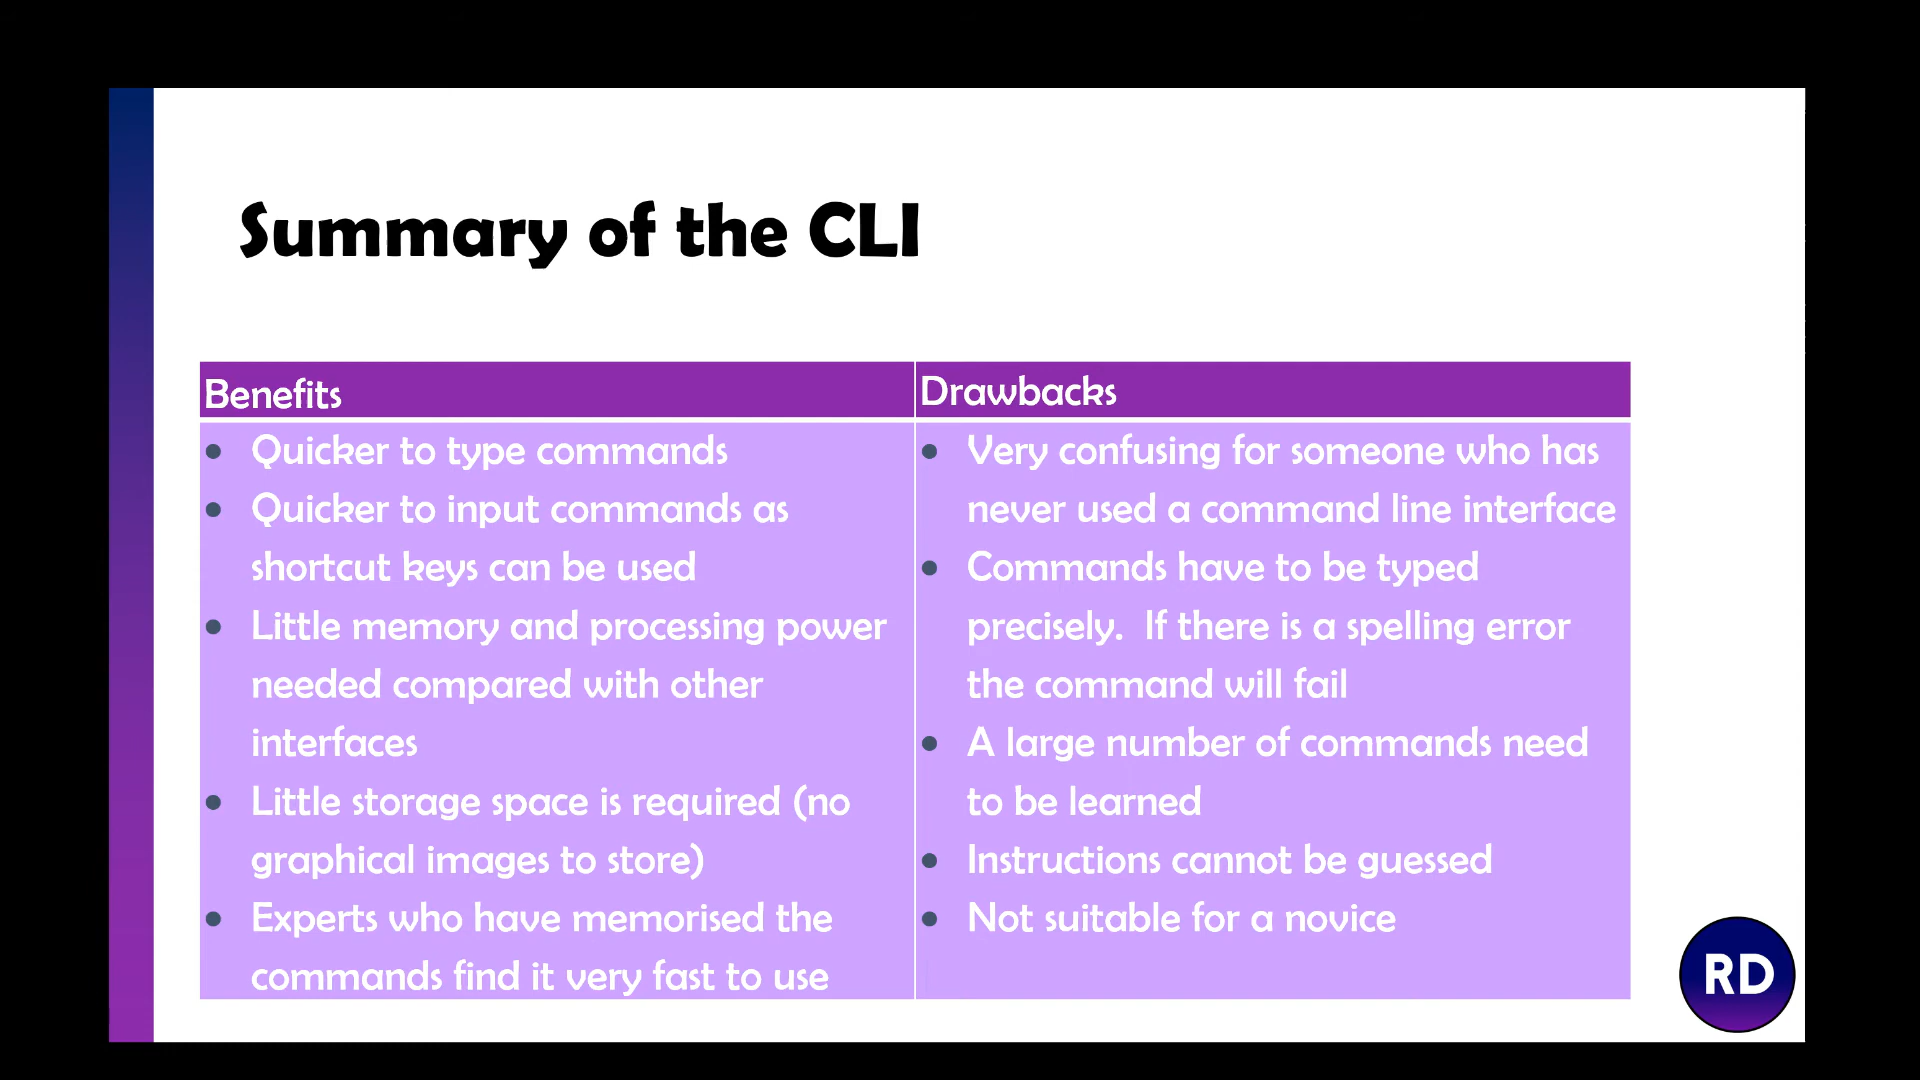 Summary of the CLI
Benefits
Quicker to type commands
Quicker to input commands as
shortcut keys can be used
Little memory and processing power
needed compared with other
interfaces
Little storage space is required (no
graphical images to store)
Experts who have memorised the
commands find it very fast to use
Drawbacks
Very confusing for someone who has
never used a command line interface
Commands have to be typed
precisely.  If there is a spelling error
the command will fail
A large number of commands need
to be learned
Instructions cannot be guessed
Not suitable for a novice
RD